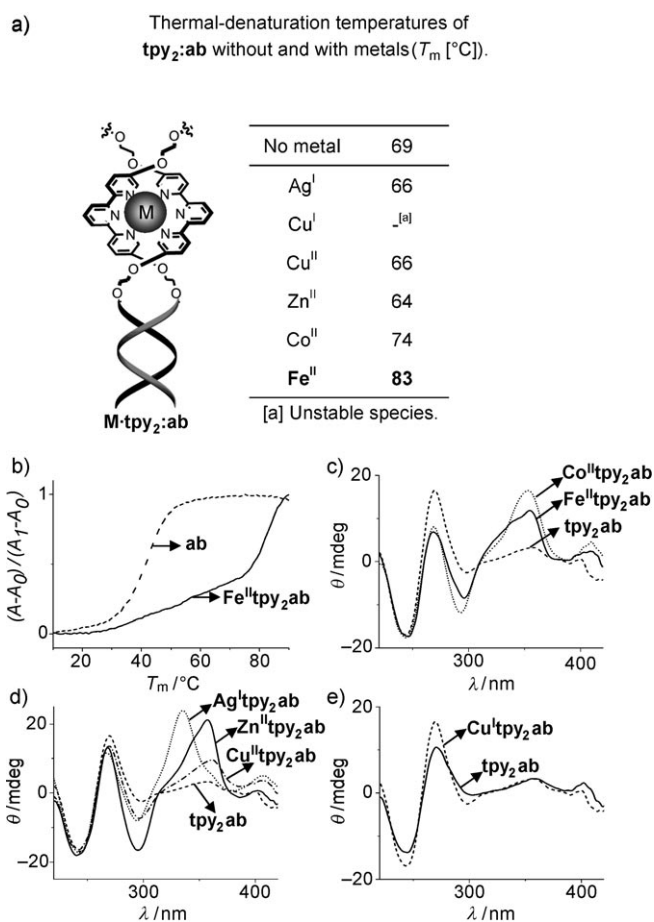 a)
Thermal-denaturation temperatures of
tpy₂:ab without and with metals (Tm [°C]).
O O
O O
N N
N M N
N N
O O
O O
M·tpy₂:ab
No metal 69
Agᴵ 66
Cuᴵ -[a]
Cuᴵᴵ 66
Znᴵᴵ 64
Coᴵᴵ 74
Feᴵᴵ 83
[a] Unstable species.
b)
(A-A₀)/(A₁-A₀)
1
0
ab
Feᴵᴵtpy₂ab
20 40 60 80
Tm/°C
c)
θ/mdeg
20
0
−20
Coᴵᴵtpy₂ab
Feᴵᴵtpy₂ab
tpy₂ab
300 400
λ/nm
d)
θ/mdeg
20
0
−20
Agᴵtpy₂ab
Znᴵᴵtpy₂ab
Cuᴵᴵtpy₂ab
tpy₂ab
300 400
λ/nm
e)
θ/mdeg
20
0
−20
Cuᴵtpy₂ab
tpy₂ab
300 400
λ/nm